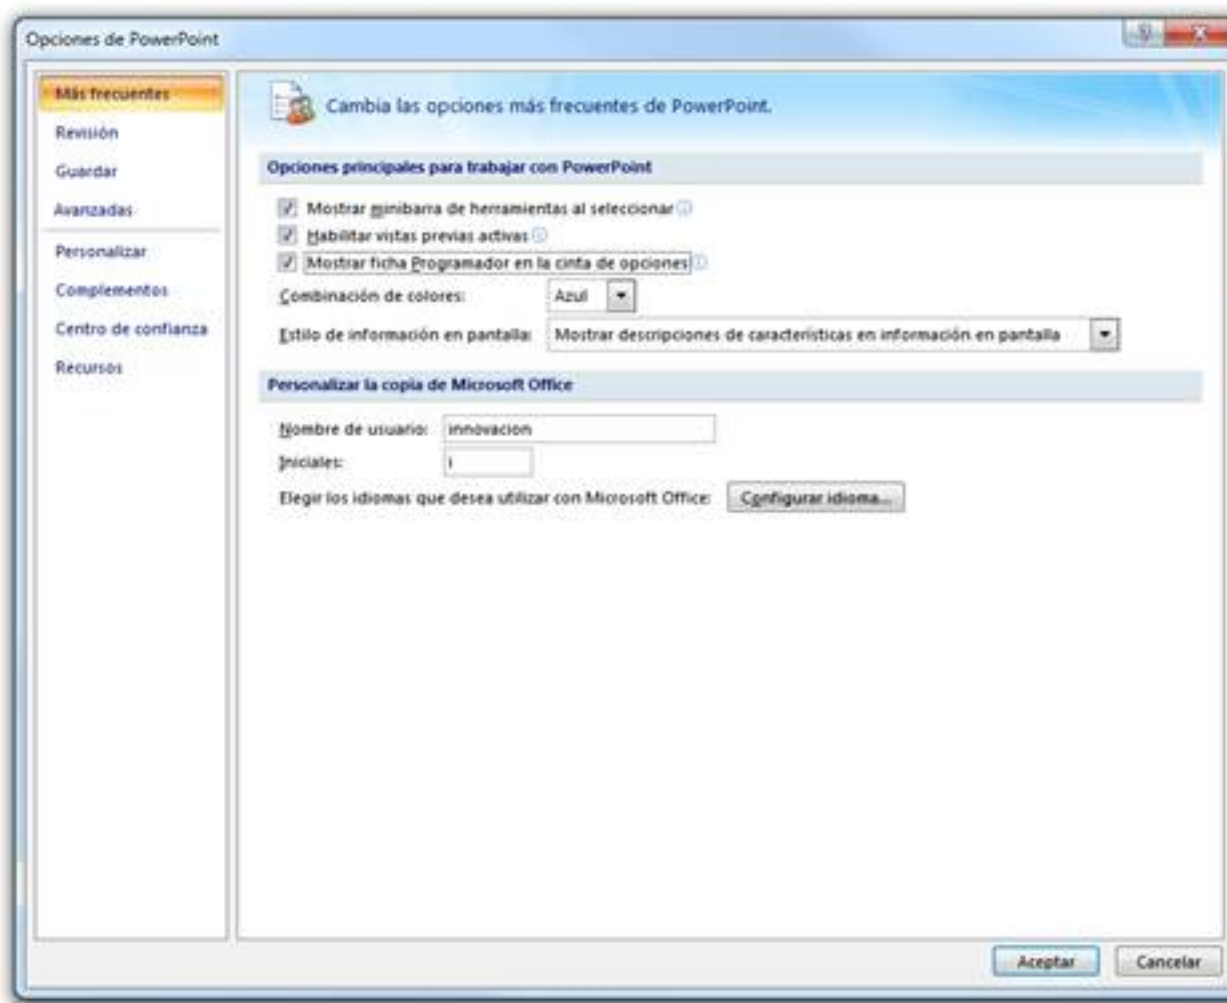 Opciones de PowerPoint
Más frecuentes
Revisión
Guardar
Avanzadas
Personalizar
Complementos
Centro de confianza
Recursos
Cambia las opciones más frecuentes de PowerPoint.
Opciones principales para trabajar con PowerPoint
Mostrar minibarra de herramientas al seleccionar
Habilitar vistas previas activas
Mostrar ficha Programador en la cinta de opciones
Combinación de colores: Azul
Estilo de información en pantalla: Mostrar descripciones de características en información en pantalla
Personalizar la copia de Microsoft Office
Nombre de usuario: innovacion
Iniciales: i
Elegir los idiomas que desea utilizar con Microsoft Office: Configurar idioma...
Aceptar Cancelar